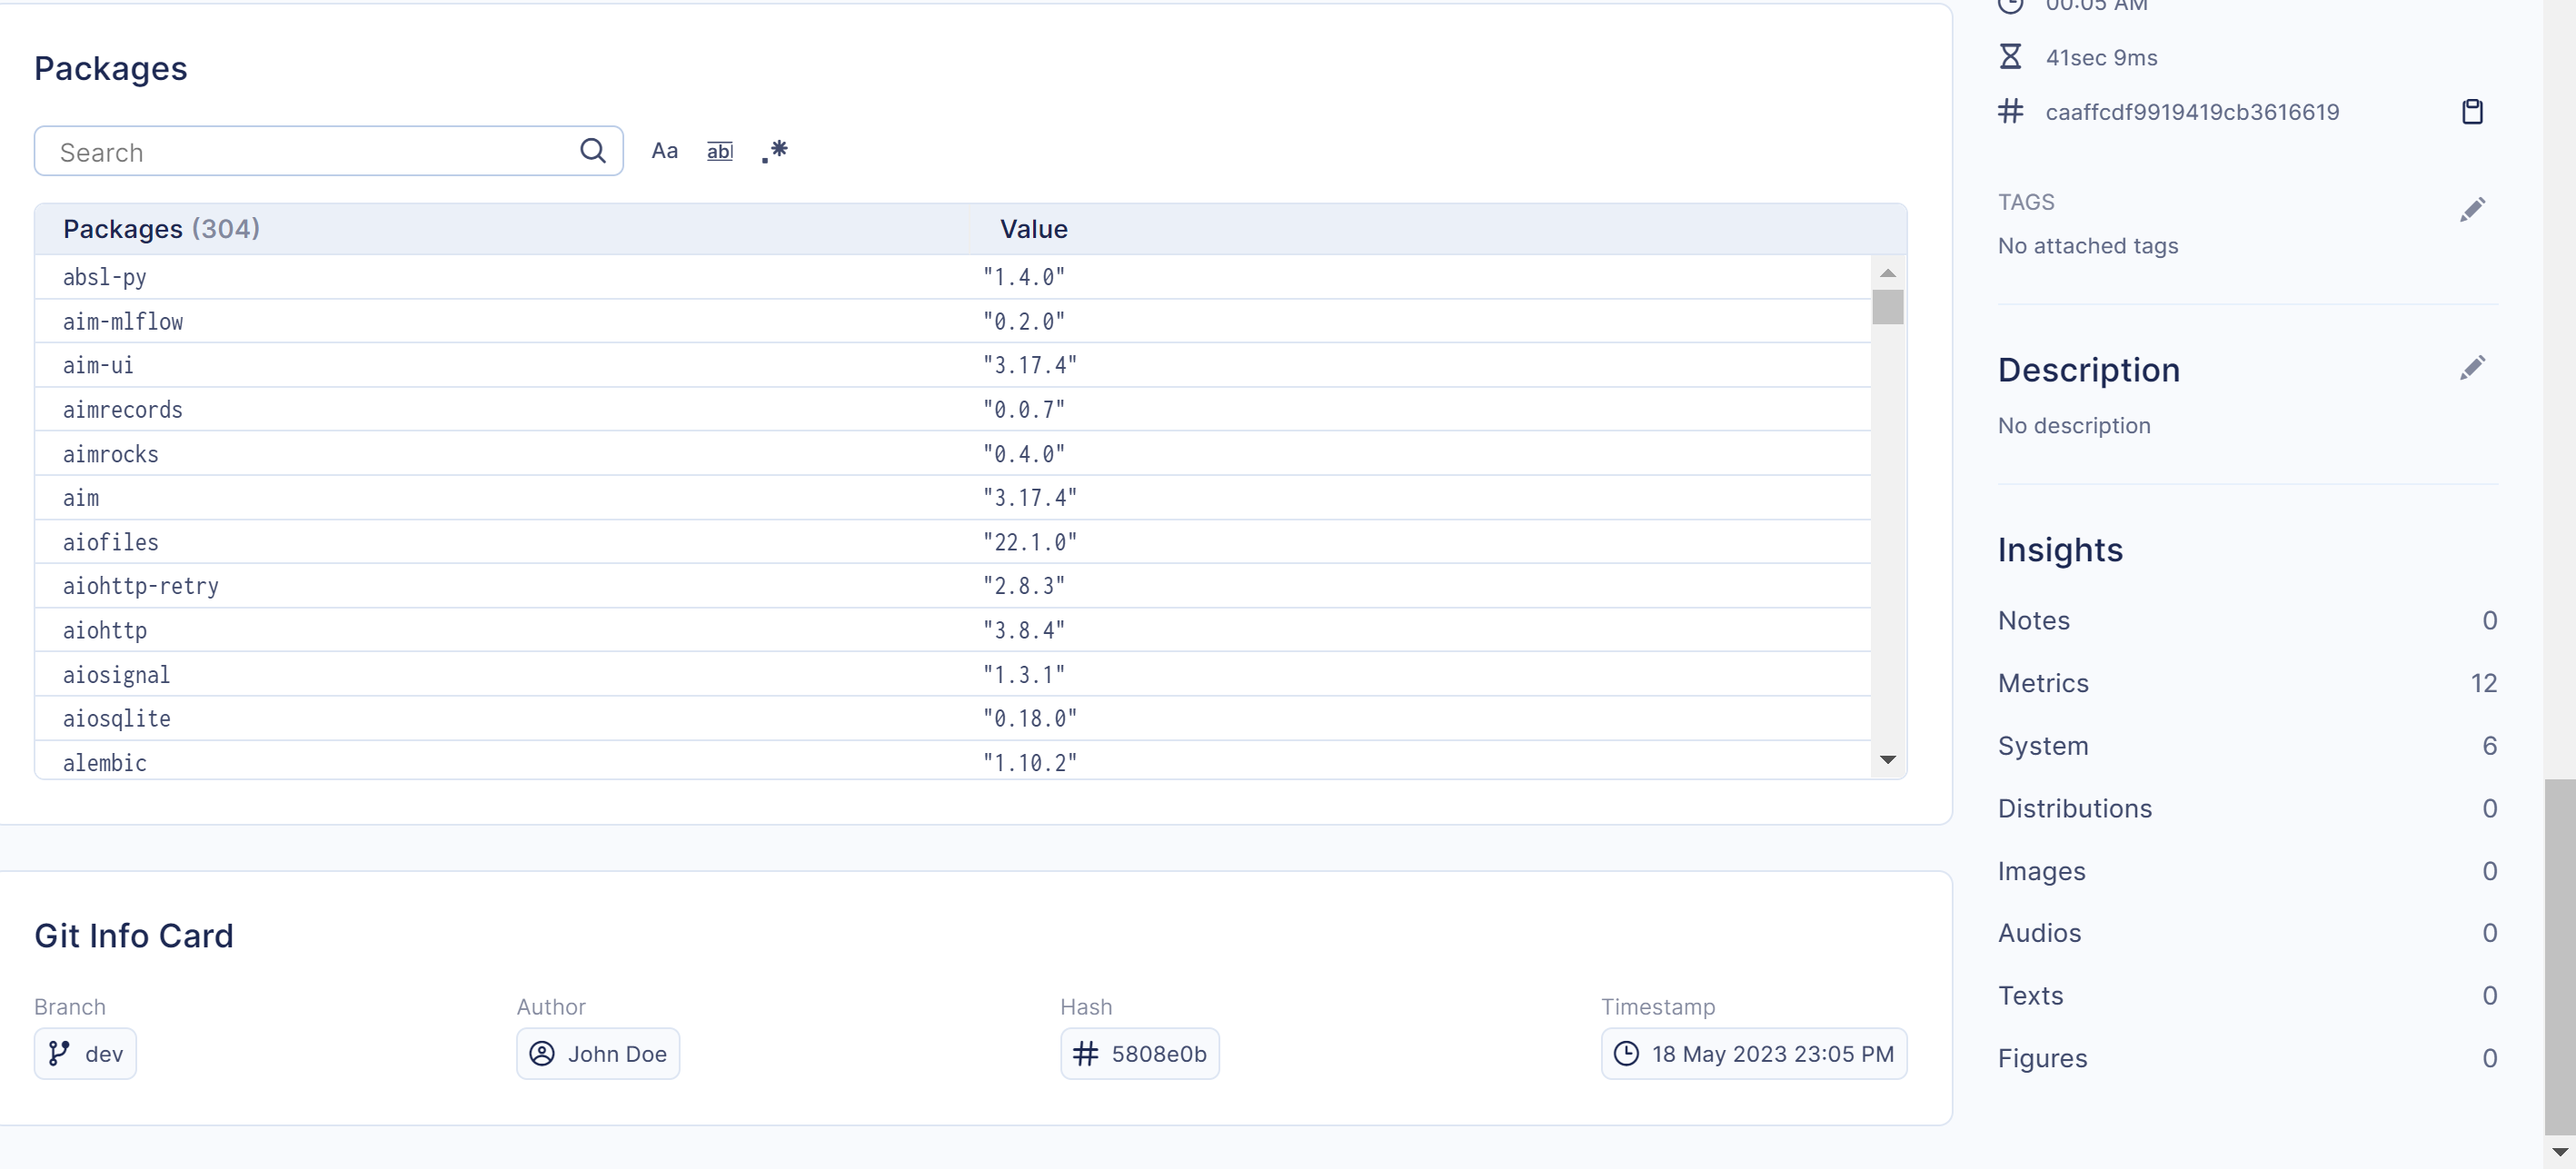 Packages
Search
Aa abl .*
Packages (304) Value
absl-py "1.4.0"
aim-mlflow "0.2.0"
aim-ui "3.17.4"
aimrecords "0.0.7"
aimrocks "0.4.0"
aim "3.17.4"
aiofiles "22.1.0"
aiohttp-retry "2.8.3"
aiohttp "3.8.4"
aiosignal "1.3.1"
aiosqlite "0.18.0"
alembic "1.10.2"
Git Info Card
Branch
dev
Author
John Doe
Hash
5808e0b
Timestamp
18 May 2023 23:05 PM
00:05 AM
41sec 9ms
caaffcdf9919419cb3616619
TAGS
No attached tags
Description
No description
Insights
Notes 0
Metrics 12
System 6
Distributions 0
Images 0
Audios 0
Texts 0
Figures 0